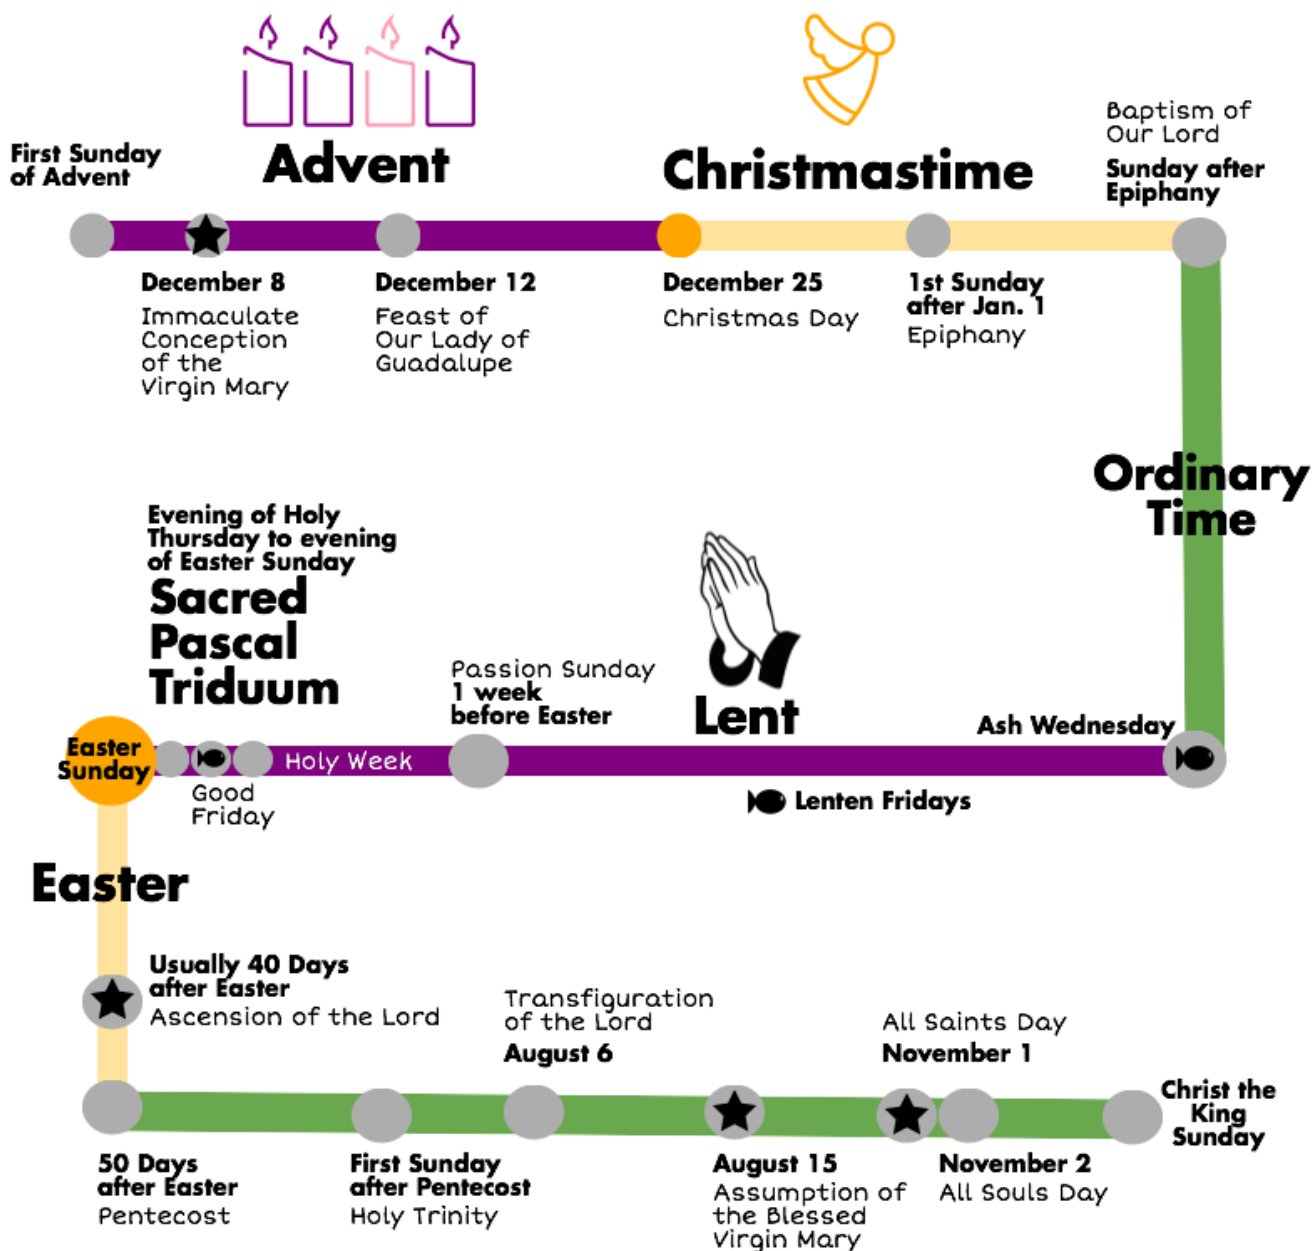 First Sunday
of Advent
Advent
Christmastime
Baptism of
Our Lord
Sunday after
Epiphany
December 8
Immaculate
Conception
of the
Virgin Mary
December 12
Feast of
Our Lady of
Guadalupe
December 25
Christmas Day
1st Sunday
after Jan. 1
Epiphany
Ordinary
Time
Ash Wednesday
Lent
Lenten Fridays
Passion Sunday
1 week
before Easter
Holy Week
Evening of Holy
Thursday to evening
of Easter Sunday
Sacred
Pascal
Triduum
Good
Friday
Easter
Sunday
Easter
Usually 40 Days
after Easter
Ascension of the Lord
50 Days
after Easter
Pentecost
First Sunday
after Pentecost
Holy Trinity
Transfiguration
of the Lord
August 6
August 15
Assumption of
the Blessed
Virgin Mary
All Saints Day
November 1
November 2
All Souls Day
Christ the
King
Sunday